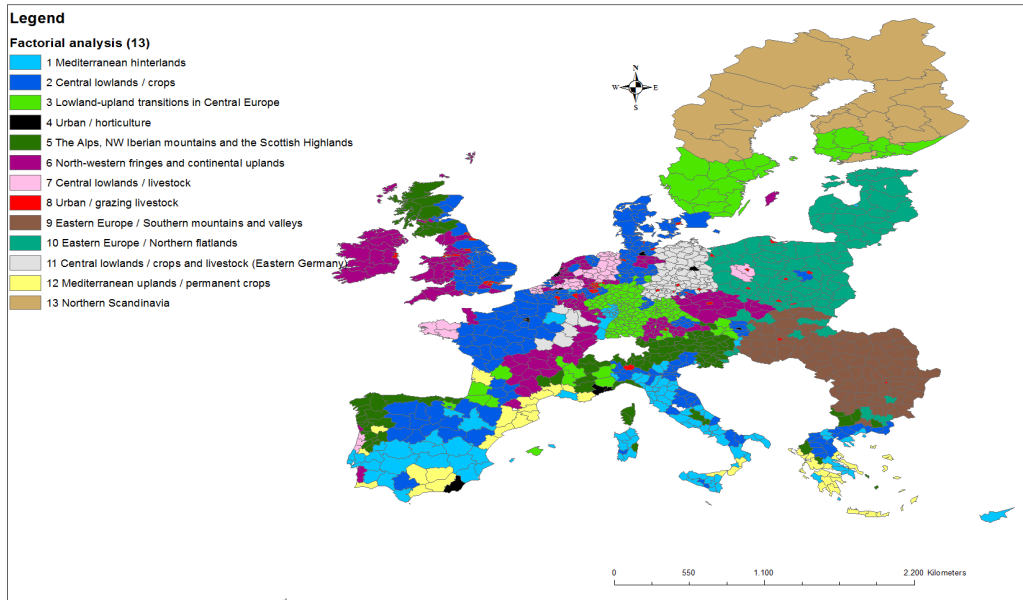 Legend
Factorial analysis (13)
1 Mediterranean hinterlands
2 Central lowlands / crops
3 Lowland-upland transitions in Central Europe
4 Urban / horticulture
5 The Alps, NW Iberian mountains and the Scottish Highlands
6 North-western fringes and continental uplands
7 Central lowlands / livestock
8 Urban / grazing livestock
9 Eastern Europe / Southern mountains and valleys
10 Eastern Europe / Northern flatlands
11 Central lowlands / crops and livestock (Eastern Germany)
12 Mediterranean uplands / permanent crops
13 Northern Scandinavia
N
W E
S
0 550 1.100 2.200 Kilometers